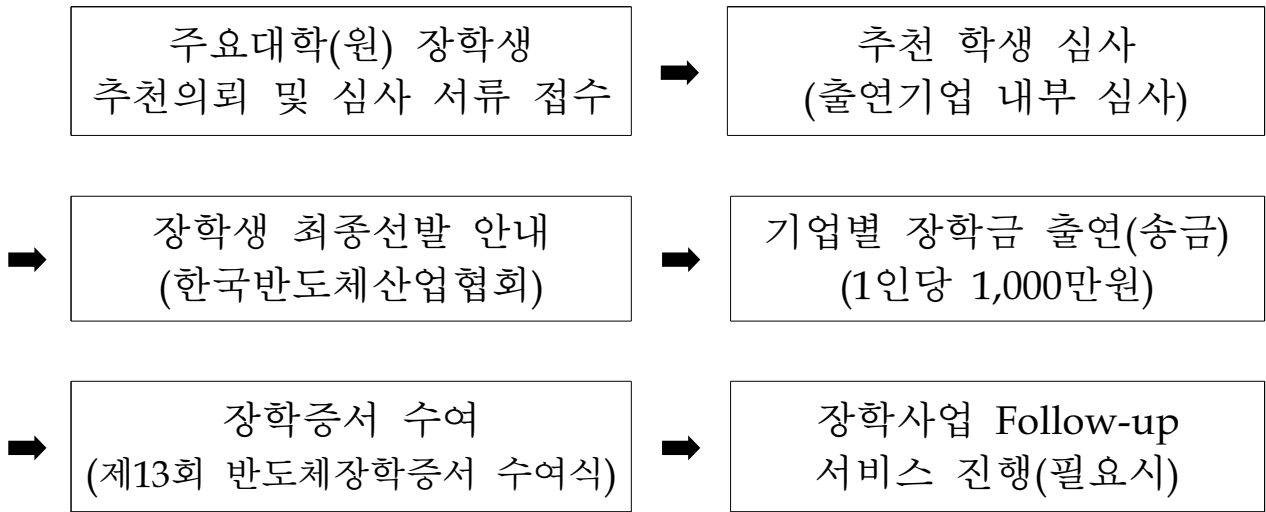 주요대학(원) 장학생
추천의뢰 및 심사 서류 접수
추천 학생 심사
(출연기업 내부 심사)
장학생 최종선발 안내
(한국반도체산업협회)
기업별 장학금 출연(송금)
(1인당 1,000만원)
장학증서 수여
(제13회 반도체장학증서 수여식)
장학사업 Follow-up
서비스 진행(필요시)